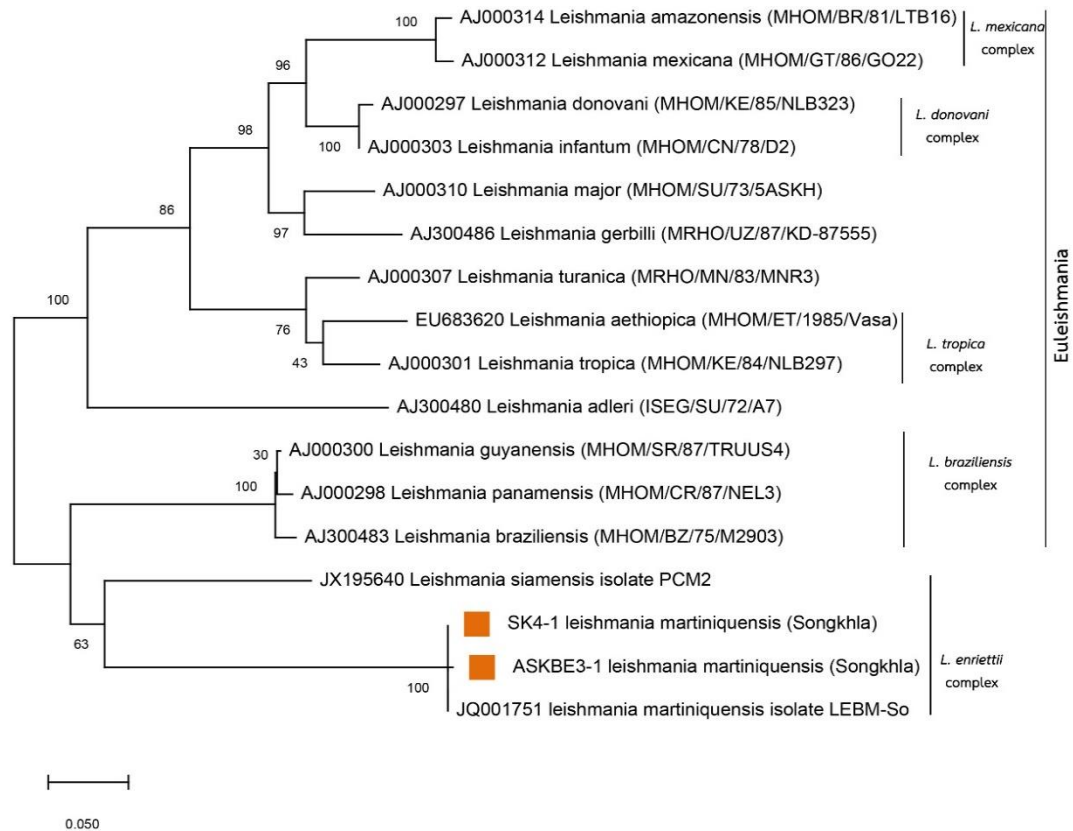 AJ000314 Leishmania amazonensis (MHOM/BR/81/LTB16)
100
L. mexicana
complex
AJ000312 Leishmania mexicana (MHOM/GT/86/GO22)
96
AJ000297 Leishmania donovani (MHOM/KE/85/NLB323)
L. donovani
complex
98
100
AJ000303 Leishmania infantum (MHOM/CN/78/D2)
AJ000310 Leishmania major (MHOM/SU/73/5ASKH)
86
97
AJ300486 Leishmania gerbilli (MRHO/UZ/87/KD-87555)
Euleishmania
AJ000307 Leishmania turanica (MRHO/MN/83/MNR3)
100
76
EU683620 Leishmania aethiopica (MHOM/ET/1985/Vasa)
L. tropica
complex
43
AJ000301 Leishmania tropica (MHOM/KE/84/NLB297)
AJ300480 Leishmania adleri (ISEG/SU/72/A7)
30
AJ000300 Leishmania guyanensis (MHOM/SR/87/TRUUS4)
L. braziliensis
complex
100
AJ000298 Leishmania panamensis (MHOM/CR/87/NEL3)
AJ300483 Leishmania braziliensis (MHOM/BZ/75/M2903)
JX195640 Leishmania siamensis isolate PCM2
63
SK4-1 leishmania martiniquensis (Songkhla)
ASKBE3-1 leishmania martiniquensis (Songkhla)
L. enriettii
complex
100
JQ001751 leishmania martiniquensis isolate LEBM-So
0.050